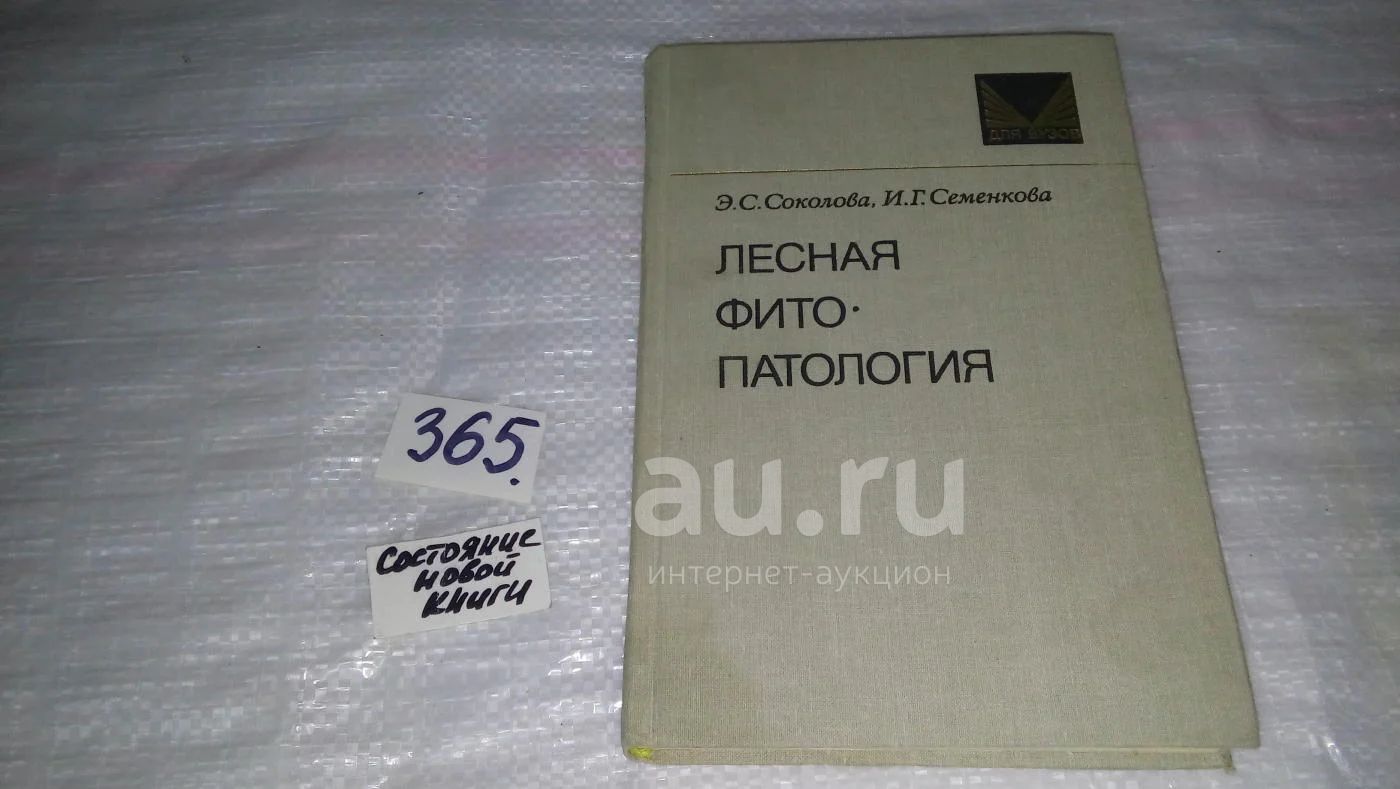 ДЛЯ ВУЗОВ
Э.С.Соколова, И.Г.Семенкова
ЛЕСНАЯ
ФИТО·
ПАТОЛОГИЯ
365.
Состояние
новой
книги
au.ru
интернет-аукцион